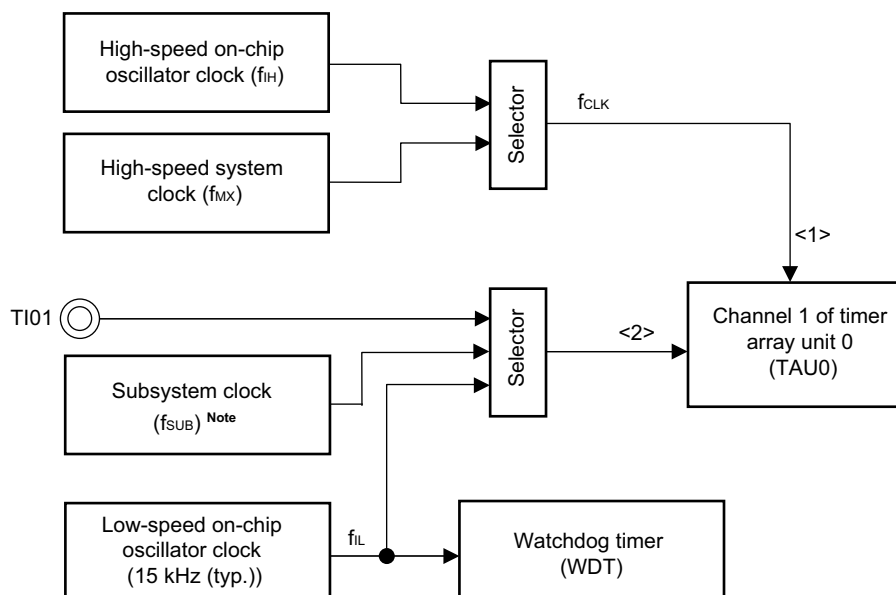 High-speed on-chip
oscillator clock (fIH)
High-speed system
clock (fMX)
Selector
fCLK
<1>
TI01
Subsystem clock
(fSUB) Note
Selector
<2>
Channel 1 of timer
array unit 0
(TAU0)
Low-speed on-chip
oscillator clock
(15 kHz (typ.))
fIL
Watchdog timer
(WDT)